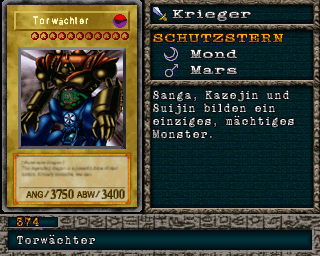 Torwächter
ANG/ 3750 ABW/ 3400
Krieger
SCHUTZSTERN
Mond
Mars
Sanga, Kazejin und
Suijin bilden ein
einziges, mächtiges
Monster.
374
Torwächter